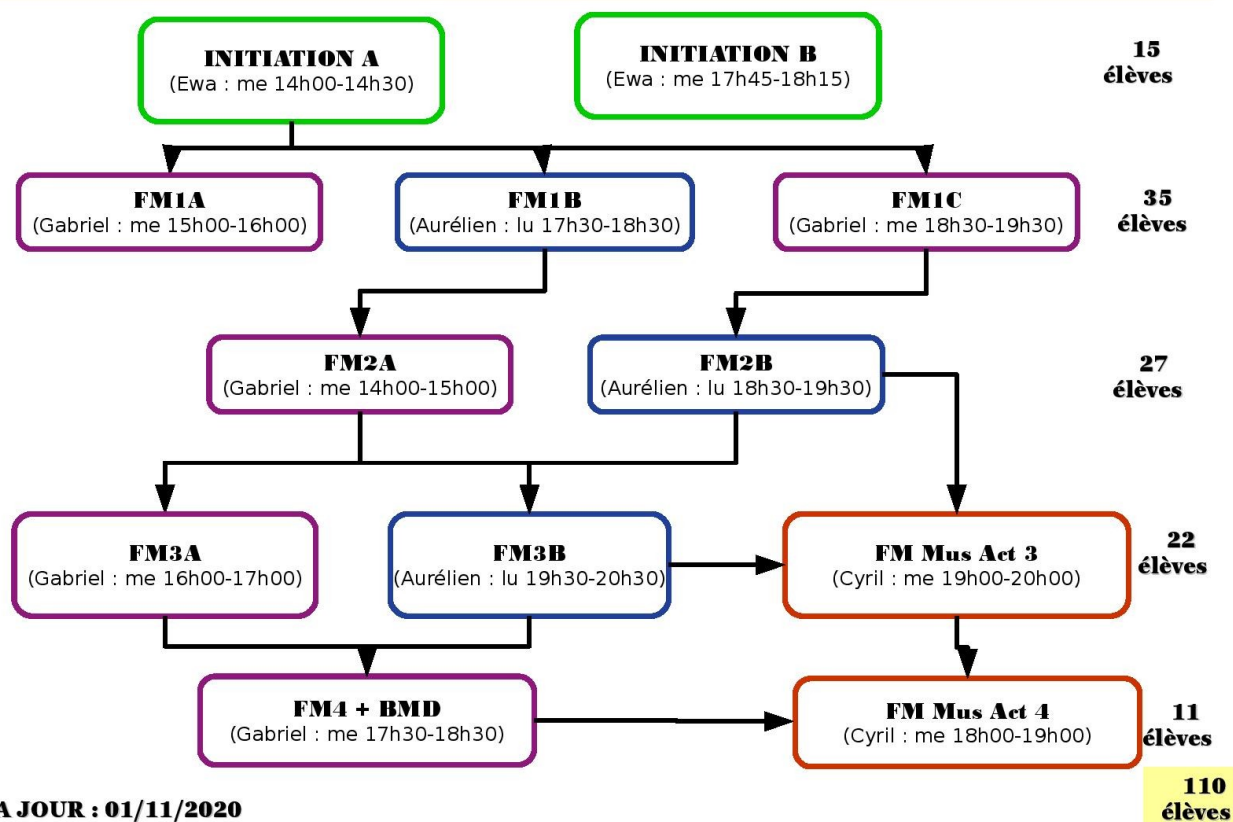 INITIATION A
(Ewa : me 14h00-14h30)
INITIATION B
(Ewa : me 17h45-18h15)
15
élèves
FM1A
(Gabriel : me 15h00-16h00)
FM1B
(Aurélien : lu 17h30-18h30)
FM1C
(Gabriel : me 18h30-19h30)
35
élèves
FM2A
(Gabriel : me 14h00-15h00)
FM2B
(Aurélien : lu 18h30-19h30)
27
élèves
FM3A
(Gabriel : me 16h00-17h00)
FM3B
(Aurélien : lu 19h30-20h30)
FM Mus Act 3
(Cyril : me 19h00-20h00)
22
élèves
FM4 + BMD
(Gabriel : me 17h30-18h30)
FM Mus Act 4
(Cyril : me 18h00-19h00)
11
élèves
A JOUR : 01/11/2020
110
élèves